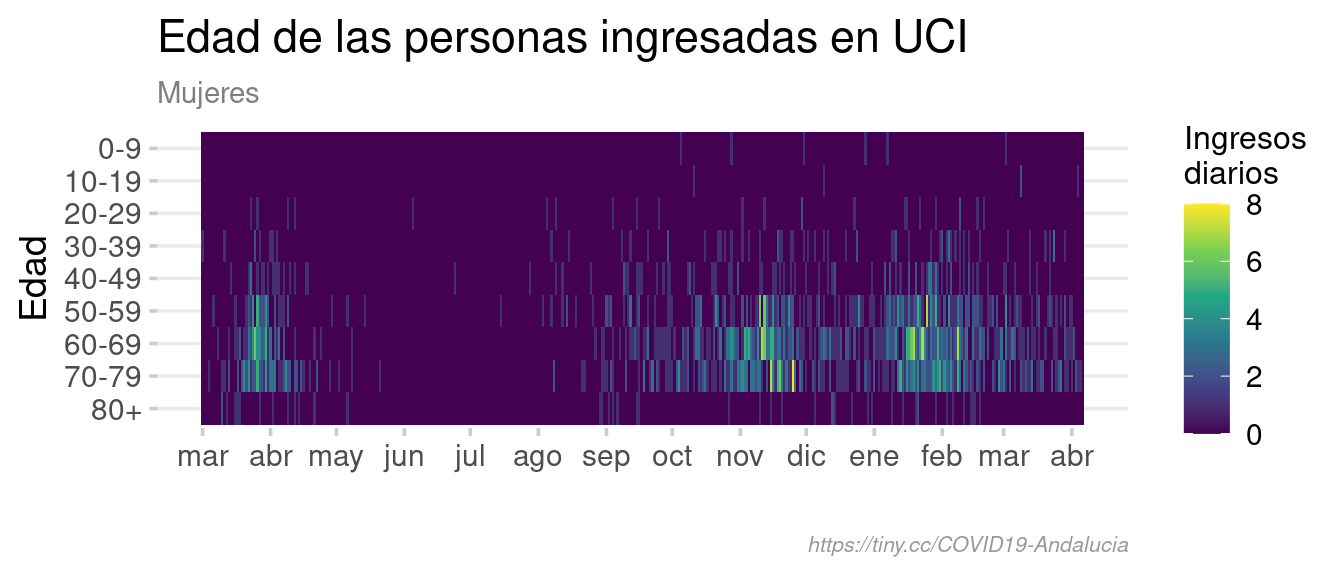 Edad de las personas ingresadas en UCI
Mujeres
Edad
0-9
10-19
20-29
30-39
40-49
50-59
60-69
70-79
80+
mar abr may jun jul ago sep oct nov dic ene feb mar abr
Ingresos
diarios
8
6
4
2
0
https://tiny.cc/COVID19-Andalucia